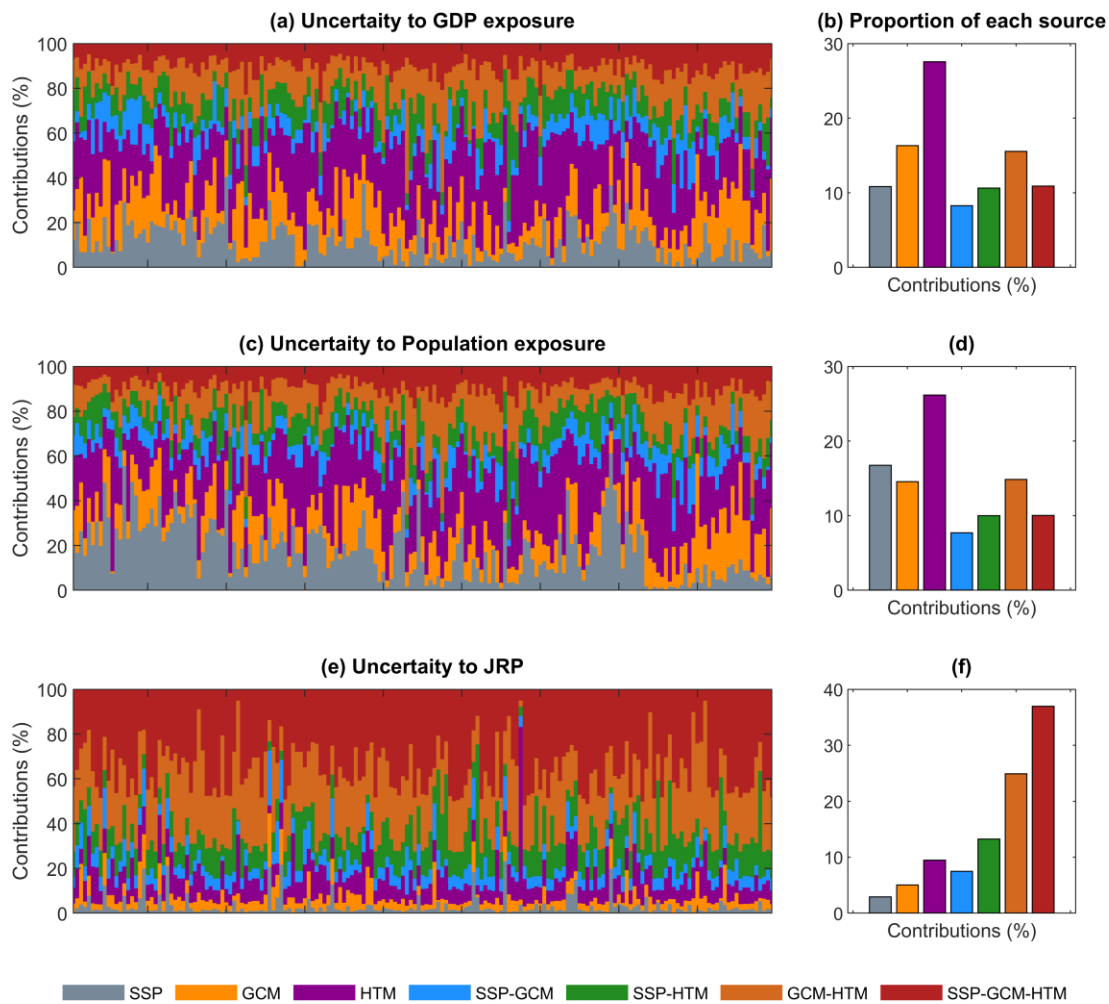 (a) Uncertaity to GDP exposure
(b) Proportion of each source
Contributions (%)
100
80
60
40
20
0
30
20
10
0
Contributions (%)
(c) Uncertaity to Population exposure
(d)
Contributions (%)
100
80
60
40
20
0
30
20
10
0
Contributions (%)
(e) Uncertaity to JRP
(f)
Contributions (%)
100
80
60
40
20
0
40
30
20
10
0
Contributions (%)
SSP GCM HTM SSP-GCM SSP-HTM GCM-HTM SSP-GCM-HTM